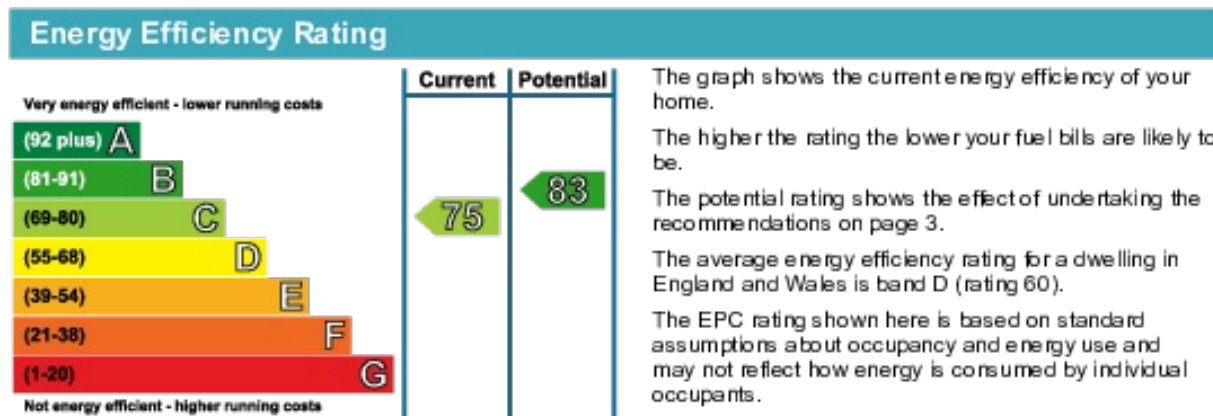 Energy Efficiency Rating
Current
Potential
Very energy efficient - lower running costs
(92 plus) A
(81-91) B
(69-80) C
(55-68) D
(39-54) E
(21-38) F
(1-20) G
Not energy efficient - higher running costs
75
83
The graph shows the current energy efficiency of your
home.
The higher the rating the lower your fuel bills are likely to
be.
The potential rating shows the effect of undertaking the
recommendations on page 3.
The average energy efficiency rating for a dwelling in
England and Wales is band D (rating 60).
The EPC rating shown here is based on standard
assumptions about occupancy and energy use and
may not reflect how energy is consumed by individual
occupants.